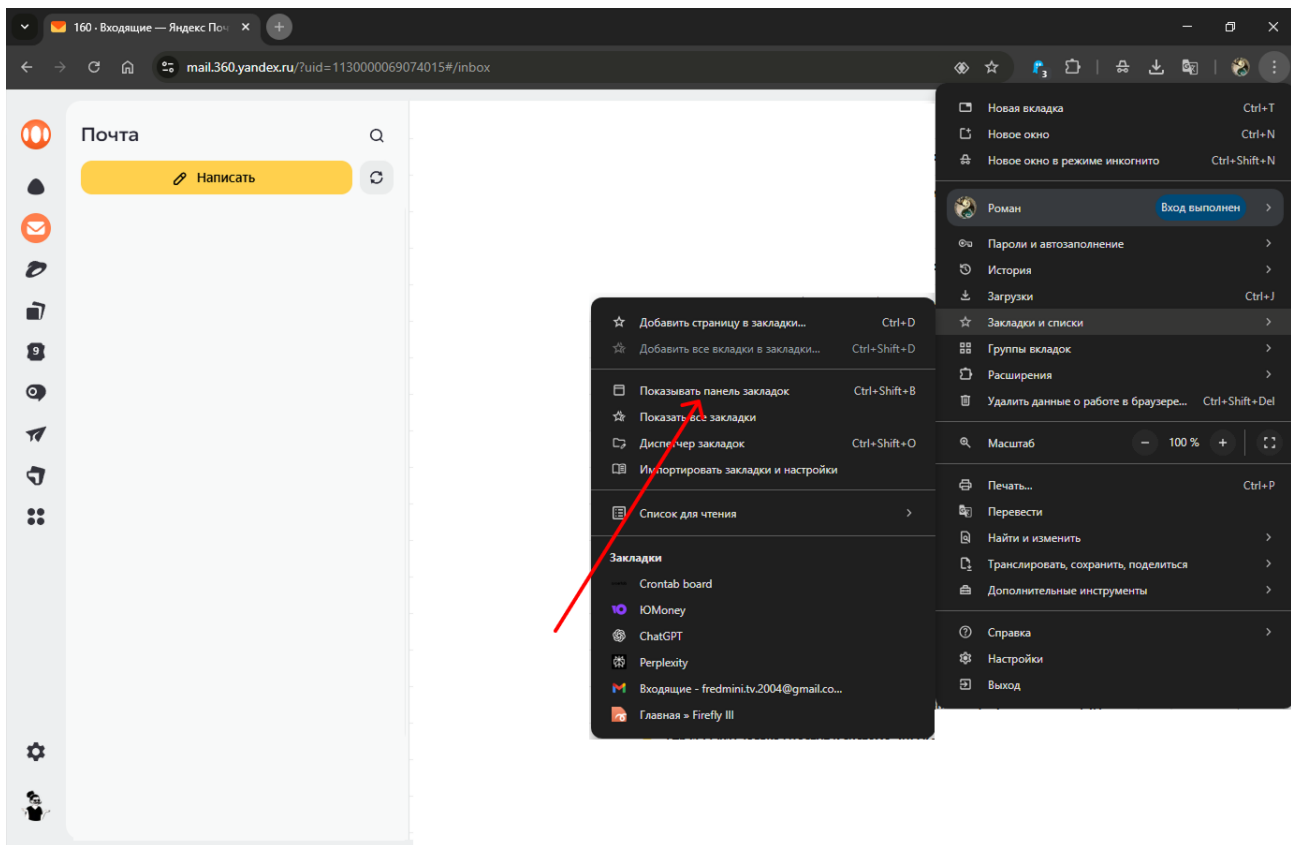 160 · Входящие — Яндекс Поч
mail.360.yandex.ru/?uid=1130000069074015#/inbox
3
Почта
Написать
9
Новая вкладка Ctrl+T
Новое окно Ctrl+N
Новое окно в режиме инкогнито Ctrl+Shift+N
Роман Вход выполнен
Пароли и автозаполнение
История
Загрузки Ctrl+J
Закладки и списки
Группы вкладок
Расширения
Удалить данные о работе в браузере... Ctrl+Shift+Del
Масштаб − 100 % +
Печать... Ctrl+P
Перевести
Найти и изменить
Транслировать, сохранить, поделиться
Дополнительные инструменты
Справка
Настройки
Выход
Добавить страницу в закладки... Ctrl+D
Добавить все вкладки в закладки... Ctrl+Shift+D
Показывать панель закладок Ctrl+Shift+B
Показать все закладки
Диспетчер закладок Ctrl+Shift+O
Импортировать закладки и настройки
Список для чтения
Закладки
Crontab board
ЮMoney
ChatGPT
Perplexity
Входящие - fredmini.tv.2004@gmail.co...
Главная » Firefly III